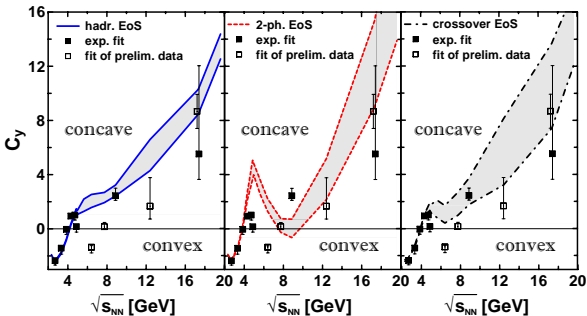 hadr. EoS
exp. fit
fit of prelim. data
concave
convex
2-ph. EoS
exp. fit
fit of prelim. data
concave
convex
crossover EoS
exp. fit
fit of prelim. data
concave
convex
C_y
16
12
8
4
0
4 8 12 16 20
4 8 12 16 20
4 8 12 16 20
√s_NN [GeV]
√s_NN [GeV]
√s_NN [GeV]